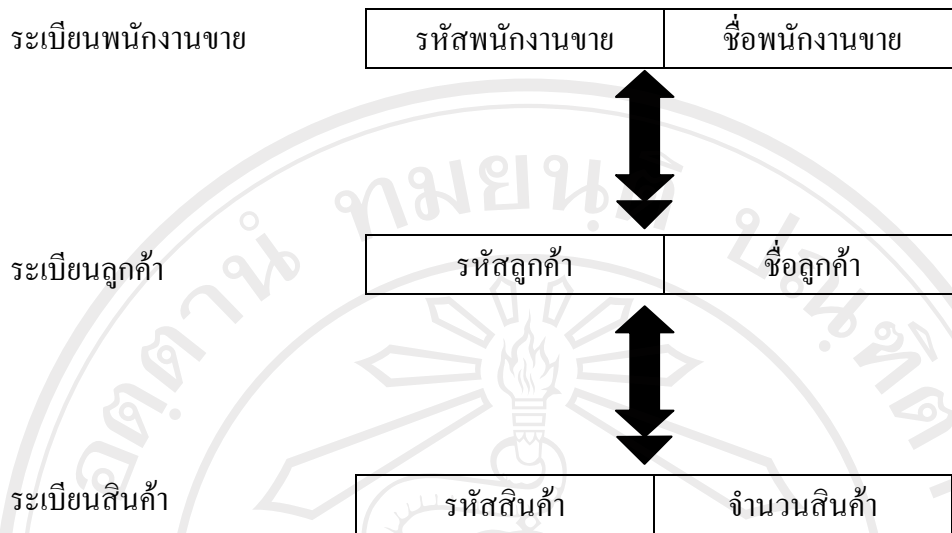 ระเบียนพนักงานขาย รหัสพนักงานขาย ชื่อพนักงานขาย
ระเบียนลูกค้า รหัสลูกค้า ชื่อลูกค้า
ระเบียนสินค้า รหัสสินค้า จำนวนสินค้า